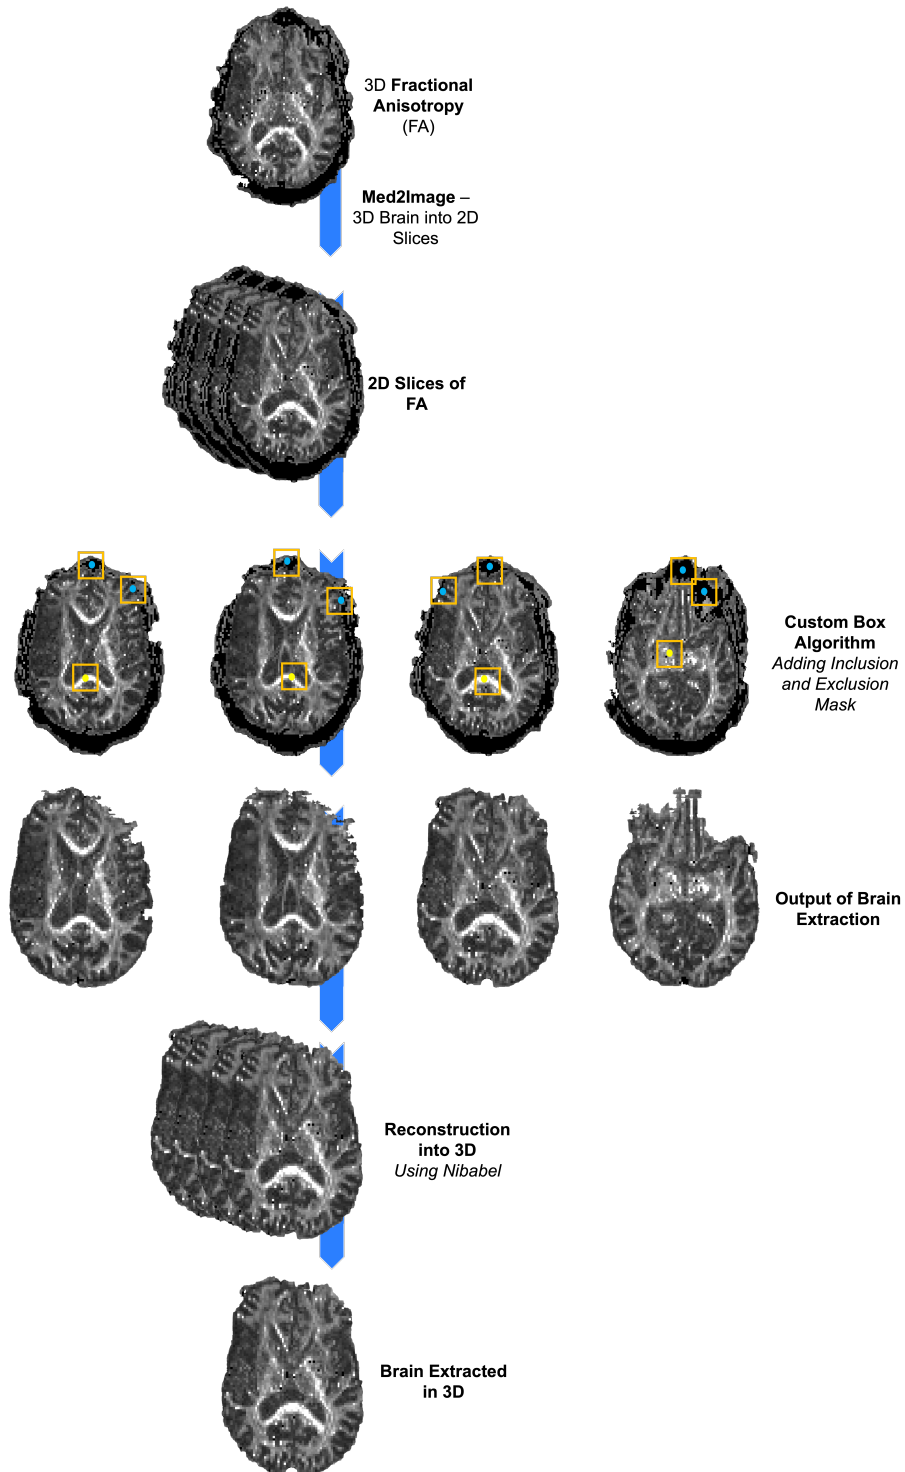 3D Fractional
Anisotropy
(FA)
Med2Image –
3D Brain into 2D
Slices
2D Slices of
FA
Custom Box
Algorithm
Adding Inclusion
and Exclusion
Mask
Output of Brain
Extraction
Reconstruction
into 3D
Using Nibabel
Brain Extracted
in 3D